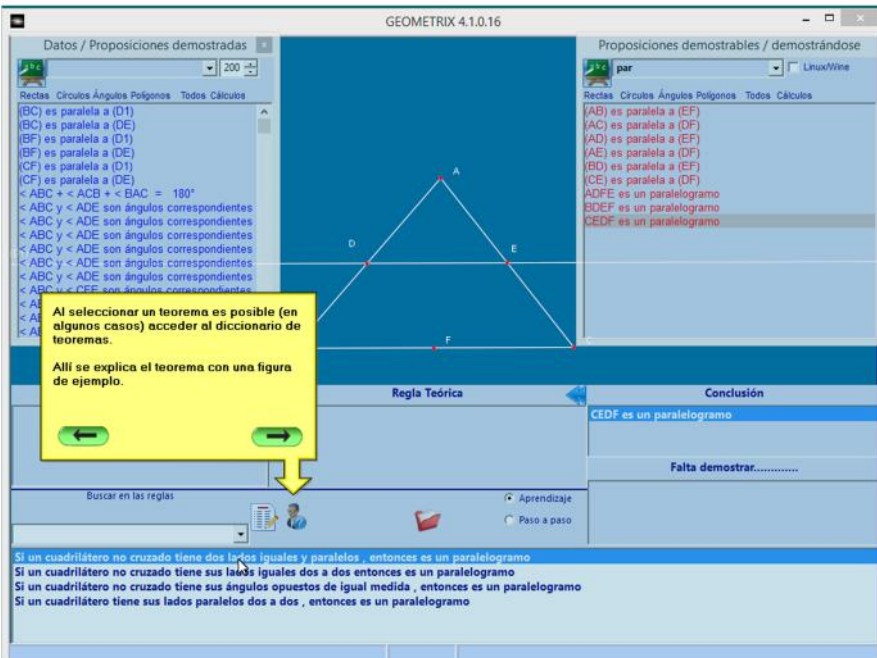 GEOMETRIX 4.1.0.16
Datos / Proposiciones demostradas
200
Rectas Círculos Ángulos Polígonos Todos Cálculos
(BC) es paralela a (D1)
(BC) es paralela a (DE)
(BF) es paralela a (D1)
(BF) es paralela a (DE)
(CF) es paralela a (D1)
(CF) es paralela a (DE)
< ABC + < ACB + < BAC = 180°
< ABC y < ADE son ángulos correspondientes
< ABC y < ADE son ángulos correspondientes
< ABC y < ADE son ángulos correspondientes
< ABC y < ADE son ángulos correspondientes
< ABC y < ADE son ángulos correspondientes
< ABC y < ADE son ángulos correspondientes
A
D
E
F
C
Proposiciones demostrables / demostrándose
par
Linux/Wine
Rectas Círculos Ángulos Polígonos Todos Cálculos
(AB) es paralela a (EF)
(AC) es paralela a (DF)
(AD) es paralela a (EF)
(AE) es paralela a (DF)
(BD) es paralela a (EF)
(CE) es paralela a (DF)
ADFE es un paralelogramo
BDEF es un paralelogramo
CEDF es un paralelogramo
Al seleccionar un teorema es posible (en
algunos casos) acceder al diccionario de
teoremas.
Allí se explica el teorema con una figura
de ejemplo.
Regla Teórica
Conclusión
CEDF es un paralelogramo
Falta demostrar.............
Buscar en las reglas
Aprendizaje
Paso a paso
Si un cuadrilátero no cruzado tiene dos lados iguales y paralelos , entonces es un paralelogramo
Si un cuadrilátero no cruzado tiene sus lados iguales dos a dos entonces es un paralelogramo
Si un cuadrilátero no cruzado tiene sus ángulos opuestos de igual medida , entonces es un paralelogramo
Si un cuadrilátero tiene sus lados paralelos dos a dos , entonces es un paralelogramo